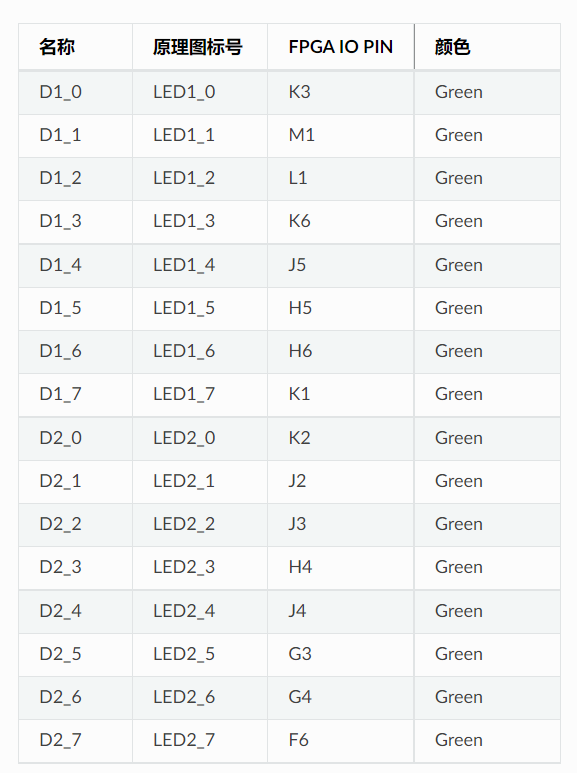 名称 原理图标号 FPGA IO PIN 颜色
D1_0 LED1_0 K3 Green
D1_1 LED1_1 M1 Green
D1_2 LED1_2 L1 Green
D1_3 LED1_3 K6 Green
D1_4 LED1_4 J5 Green
D1_5 LED1_5 H5 Green
D1_6 LED1_6 H6 Green
D1_7 LED1_7 K1 Green
D2_0 LED2_0 K2 Green
D2_1 LED2_1 J2 Green
D2_2 LED2_2 J3 Green
D2_3 LED2_3 H4 Green
D2_4 LED2_4 J4 Green
D2_5 LED2_5 G3 Green
D2_6 LED2_6 G4 Green
D2_7 LED2_7 F6 Green